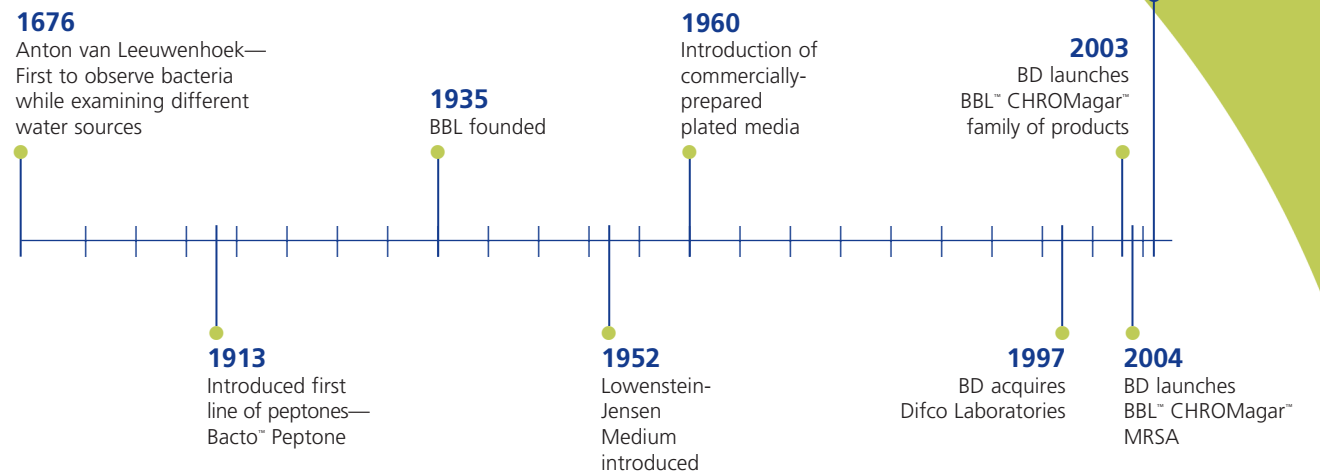 1676
Anton van Leeuwenhoek—
First to observe bacteria
while examining different
water sources
1935
BBL founded
1960
Introduction of
commercially-
prepared
plated media
2003
BD launches
BBL™ CHROMagar™
family of products
1913
Introduced first
line of peptones—
Bacto™ Peptone
1952
Lowenstein-
Jensen
Medium
introduced
1997
BD acquires
Difco Laboratories
2004
BD launches
BBL™ CHROMagar™
MRSA